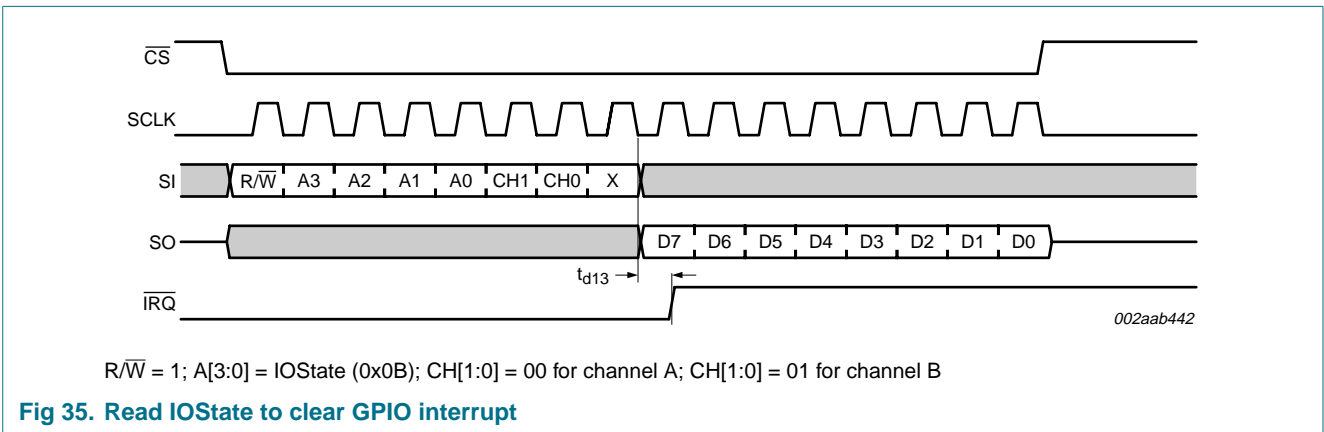 C̅S̅
SCLK
SI R/W̅ A3 A2 A1 A0 CH1 CH0 X
SO D7 D6 D5 D4 D3 D2 D1 D0
td13
I̅R̅Q̅
002aab442
R/W̅ = 1; A[3:0] = IOState (0x0B); CH[1:0] = 00 for channel A; CH[1:0] = 01 for channel B
Fig 35. Read IOState to clear GPIO interrupt